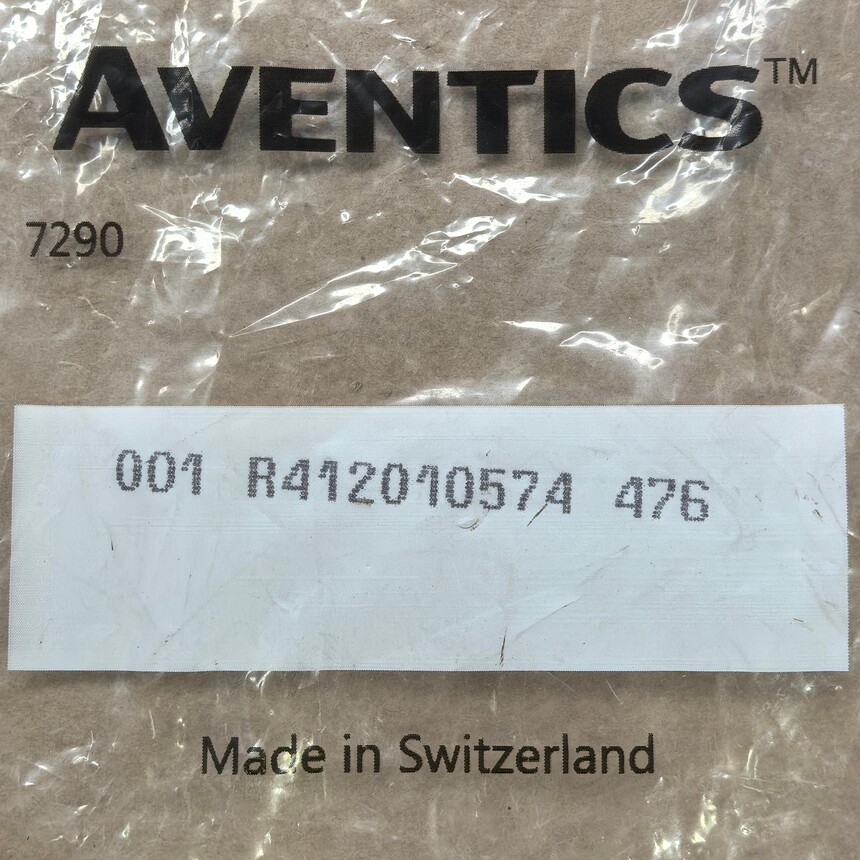 AVENTICS™
7290
001 R412010574 476
Made in Switzerland